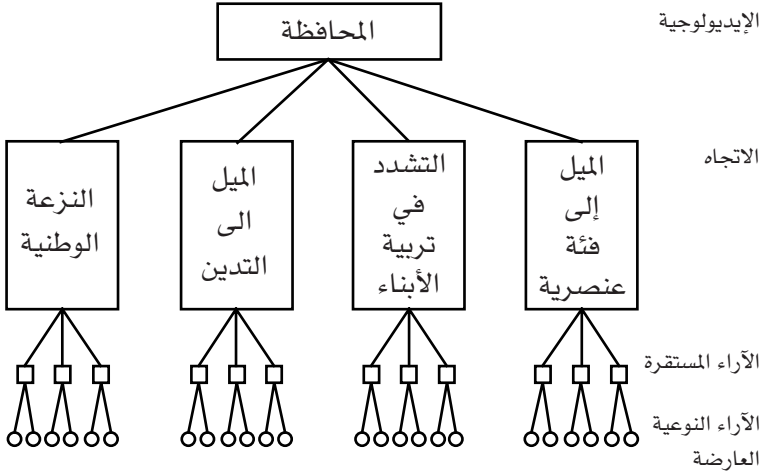 الإيديولوجية
المحافظة
الاتجاه
الميل
إلى
فئة
عنصرية
التشدد
في
تربية
الأبناء
الميل
الى
التدين
النزعة
الوطنية
الآراء المستقرة
الآراء النوعية
العارضة